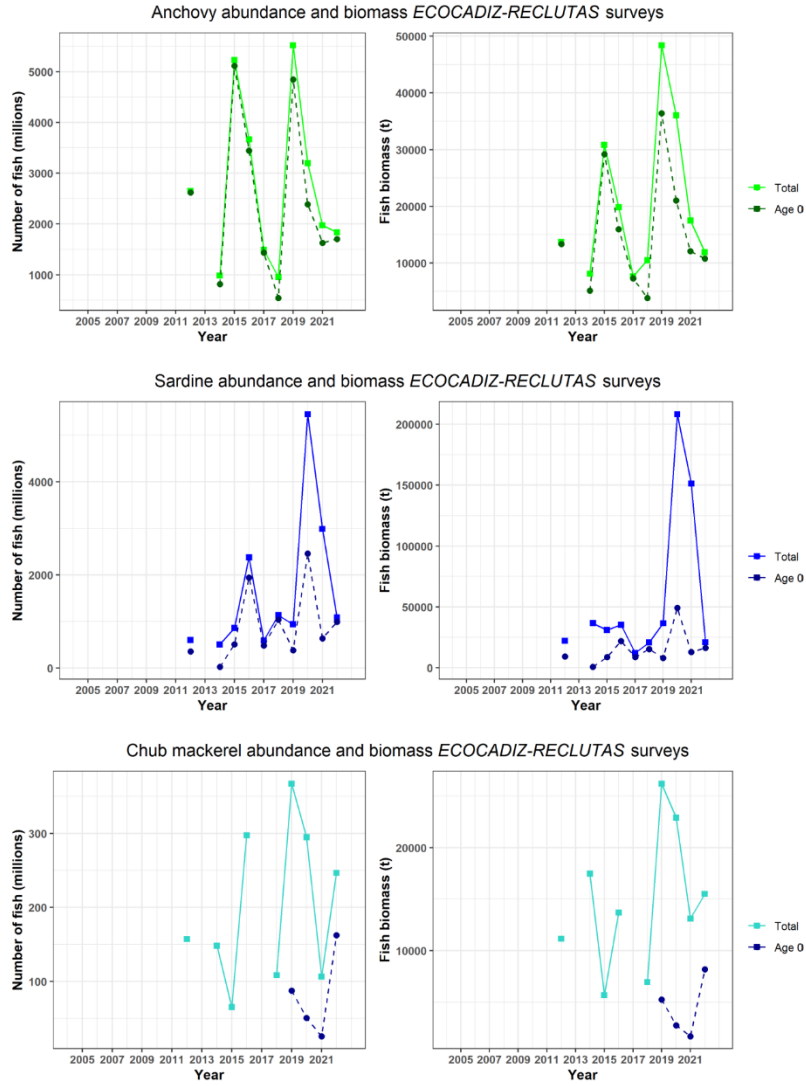 Anchovy abundance and biomass ECOCADIZ-RECLUTAS surveys
Number of fish (millions)
5000
4000
3000
2000
1000
2005 2007 2009 2011 2013 2015 2017 2019 2021
Year
Fish biomass (t)
50000
40000
30000
20000
10000
2005 2007 2009 2011 2013 2015 2017 2019 2021
Year
Total
Age 0
Sardine abundance and biomass ECOCADIZ-RECLUTAS surveys
Number of fish (millions)
4000
2000
0
2005 2007 2009 2011 2013 2015 2017 2019 2021
Year
Fish biomass (t)
200000
150000
100000
50000
0
2005 2007 2009 2011 2013 2015 2017 2019 2021
Year
Total
Age 0
Chub mackerel abundance and biomass ECOCADIZ-RECLUTAS surveys
Number of fish (millions)
300
200
100
2005 2007 2009 2011 2013 2015 2017 2019 2021
Year
Fish biomass (t)
20000
10000
2005 2007 2009 2011 2013 2015 2017 2019 2021
Year
Total
Age 0